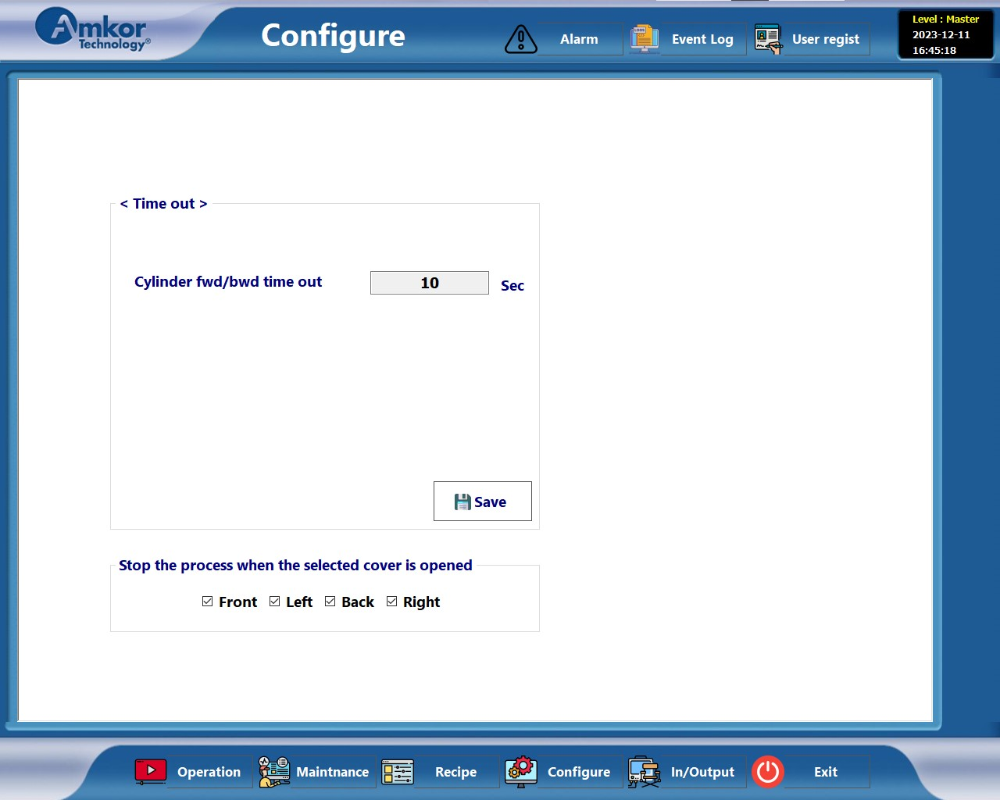 Amkor
Technology®
Configure
Alarm
Event Log
User regist
Level : Master
2023-12-11
16:45:18
< Time out >
Cylinder fwd/bwd time out
10
Sec
Save
Stop the process when the selected cover is opened
Front
Left
Back
Right
Operation
Maintnance
Recipe
Configure
In/Output
Exit